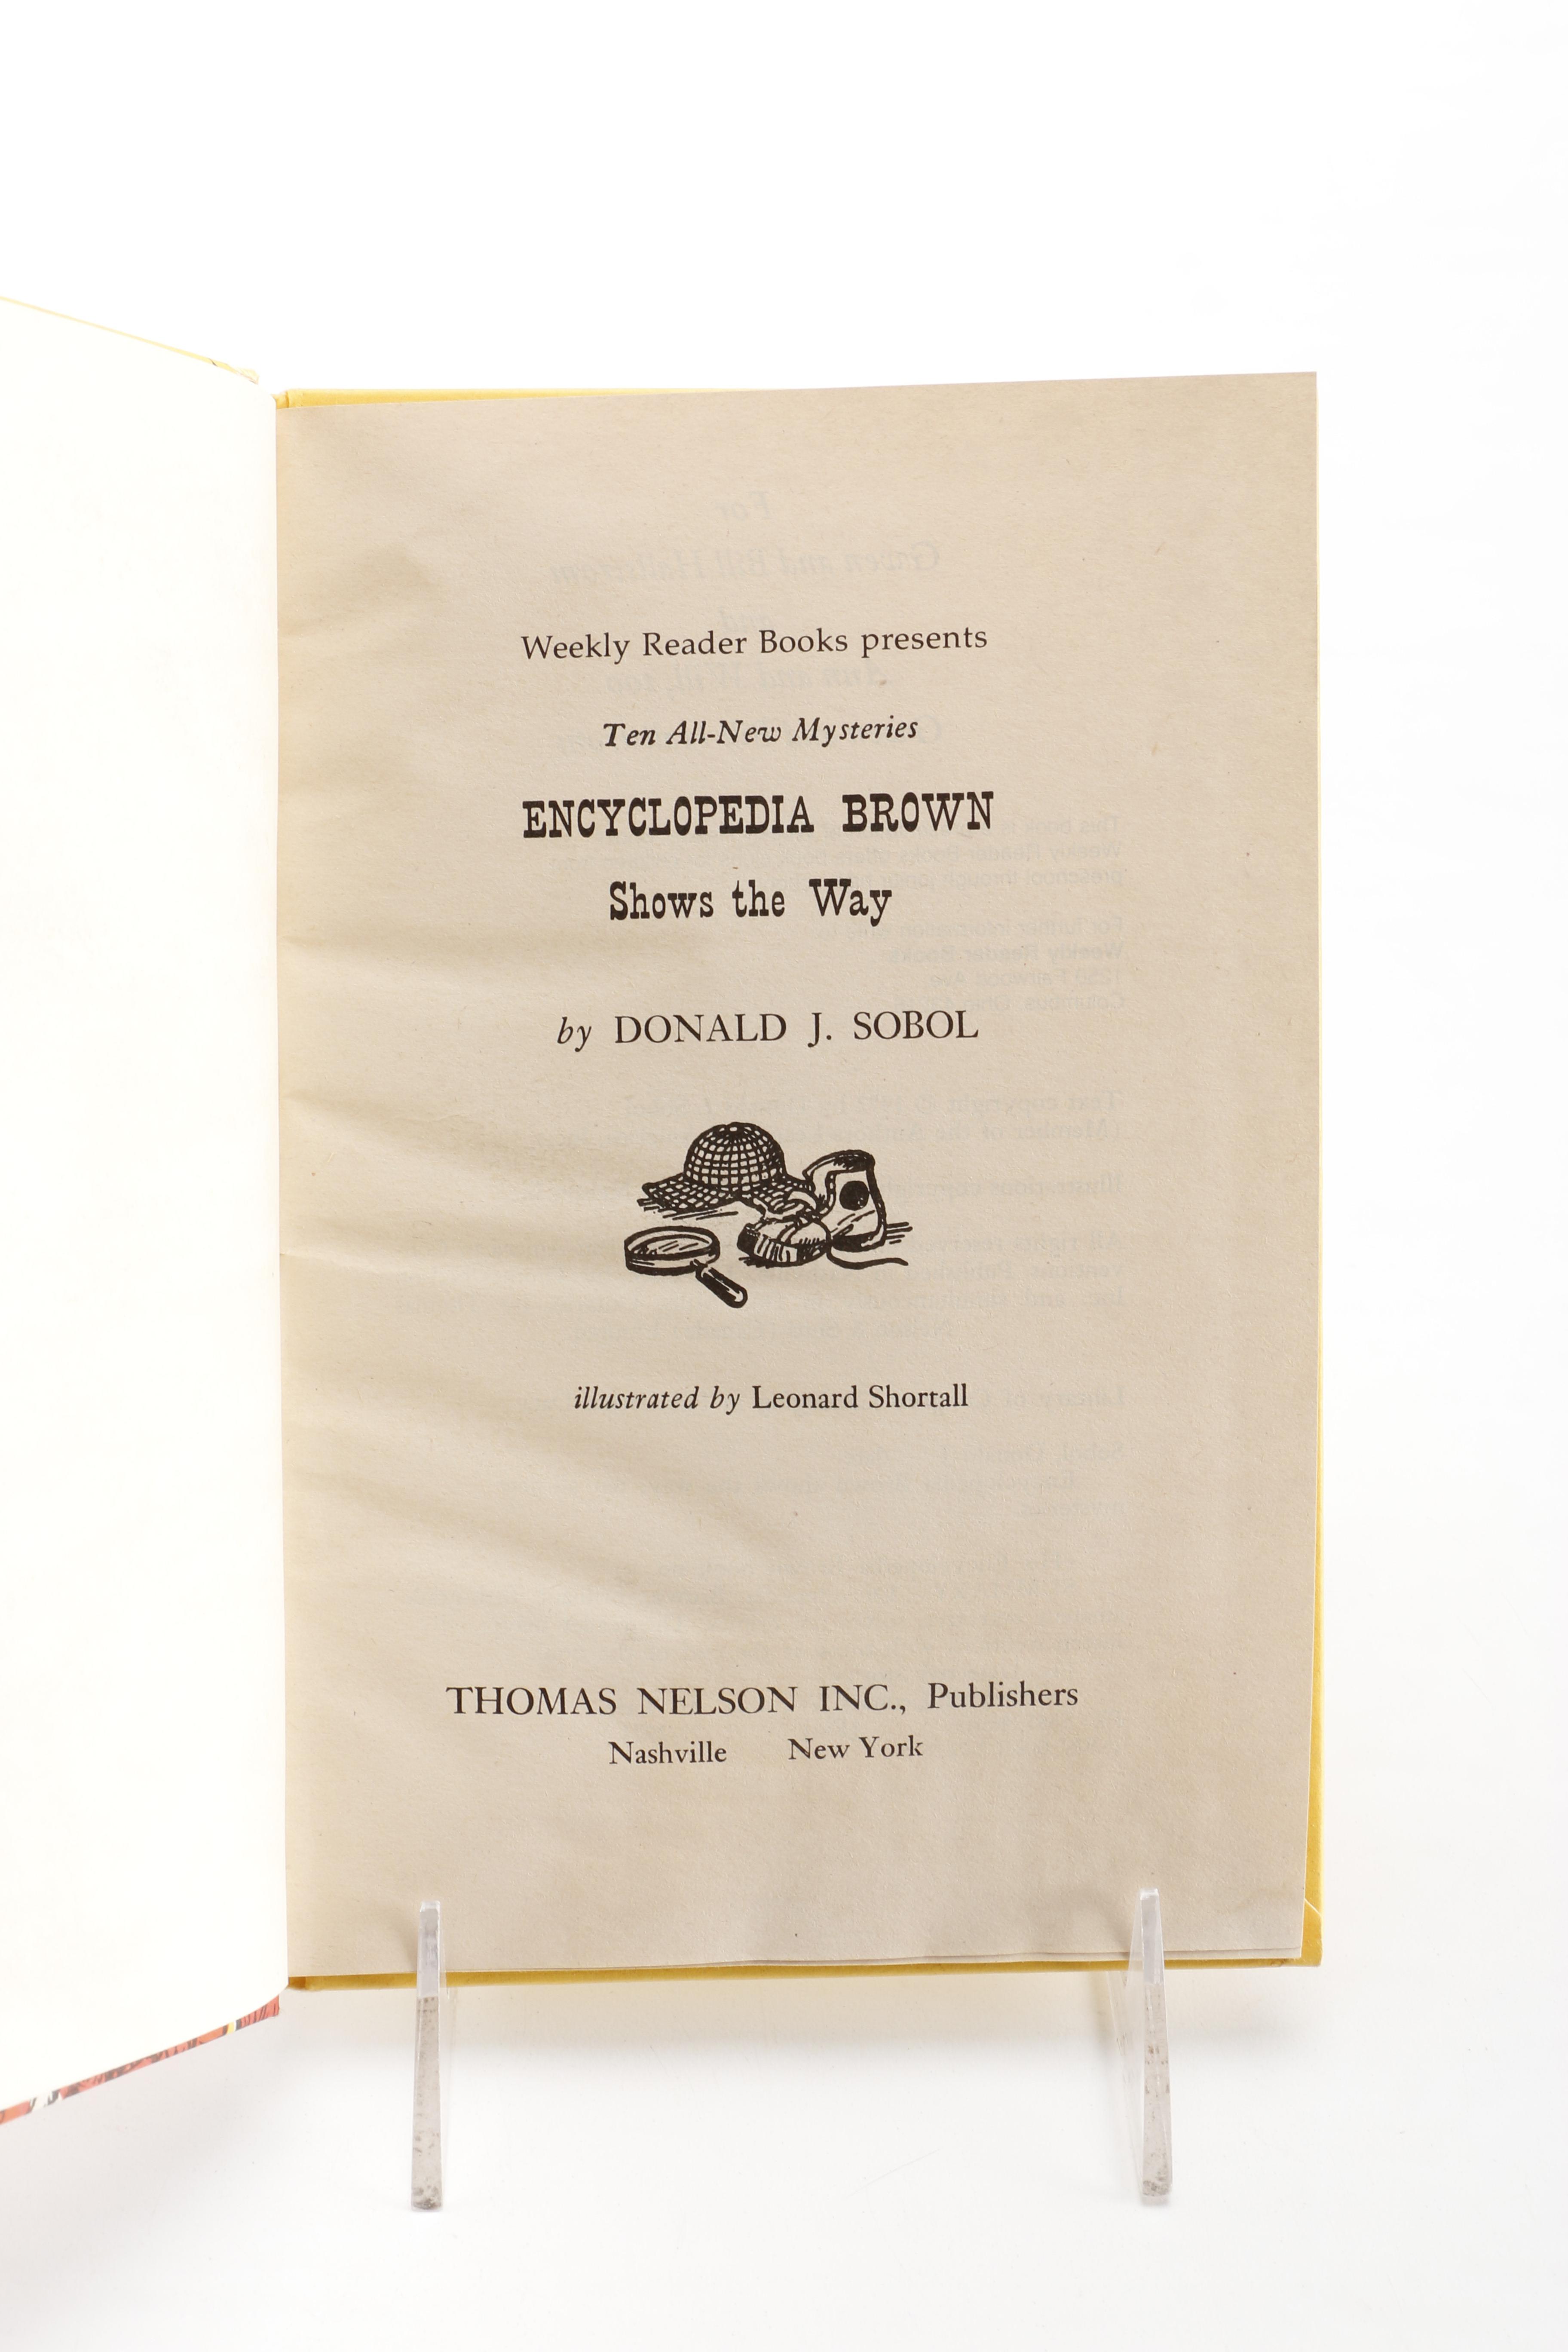 Weekly Reader Books presents
Ten All-New Mysteries
ENCYCLOPEDIA BROWN
Shows the Way
by DONALD J. SOBOL
illustrated by Leonard Shortall
THOMAS NELSON INC., Publishers
Nashville New York